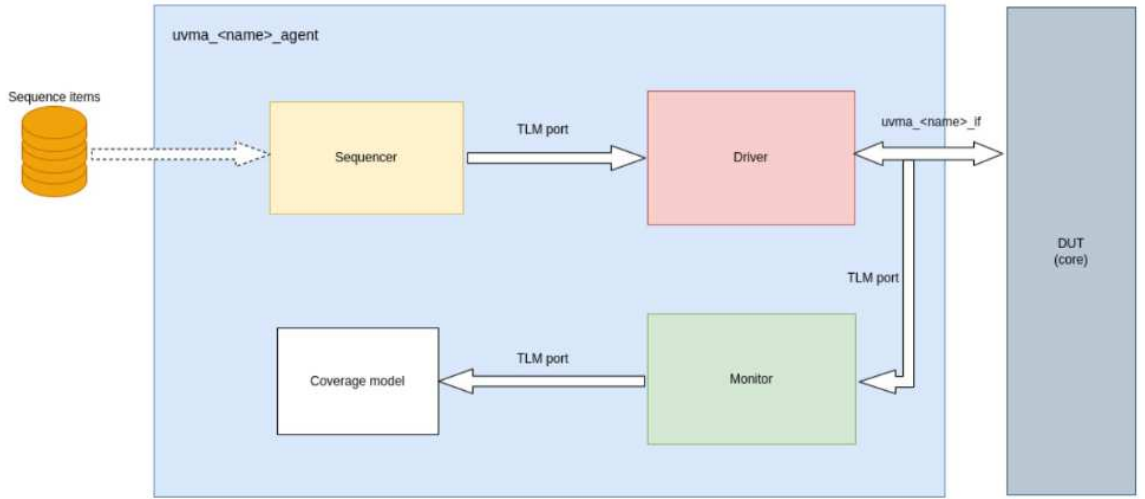 uvma_<name>_agent
Sequence items
TLM port
uvma_<name>_if
Sequencer
Driver
DUT
(core)
TLM port
TLM port
Coverage model
Monitor